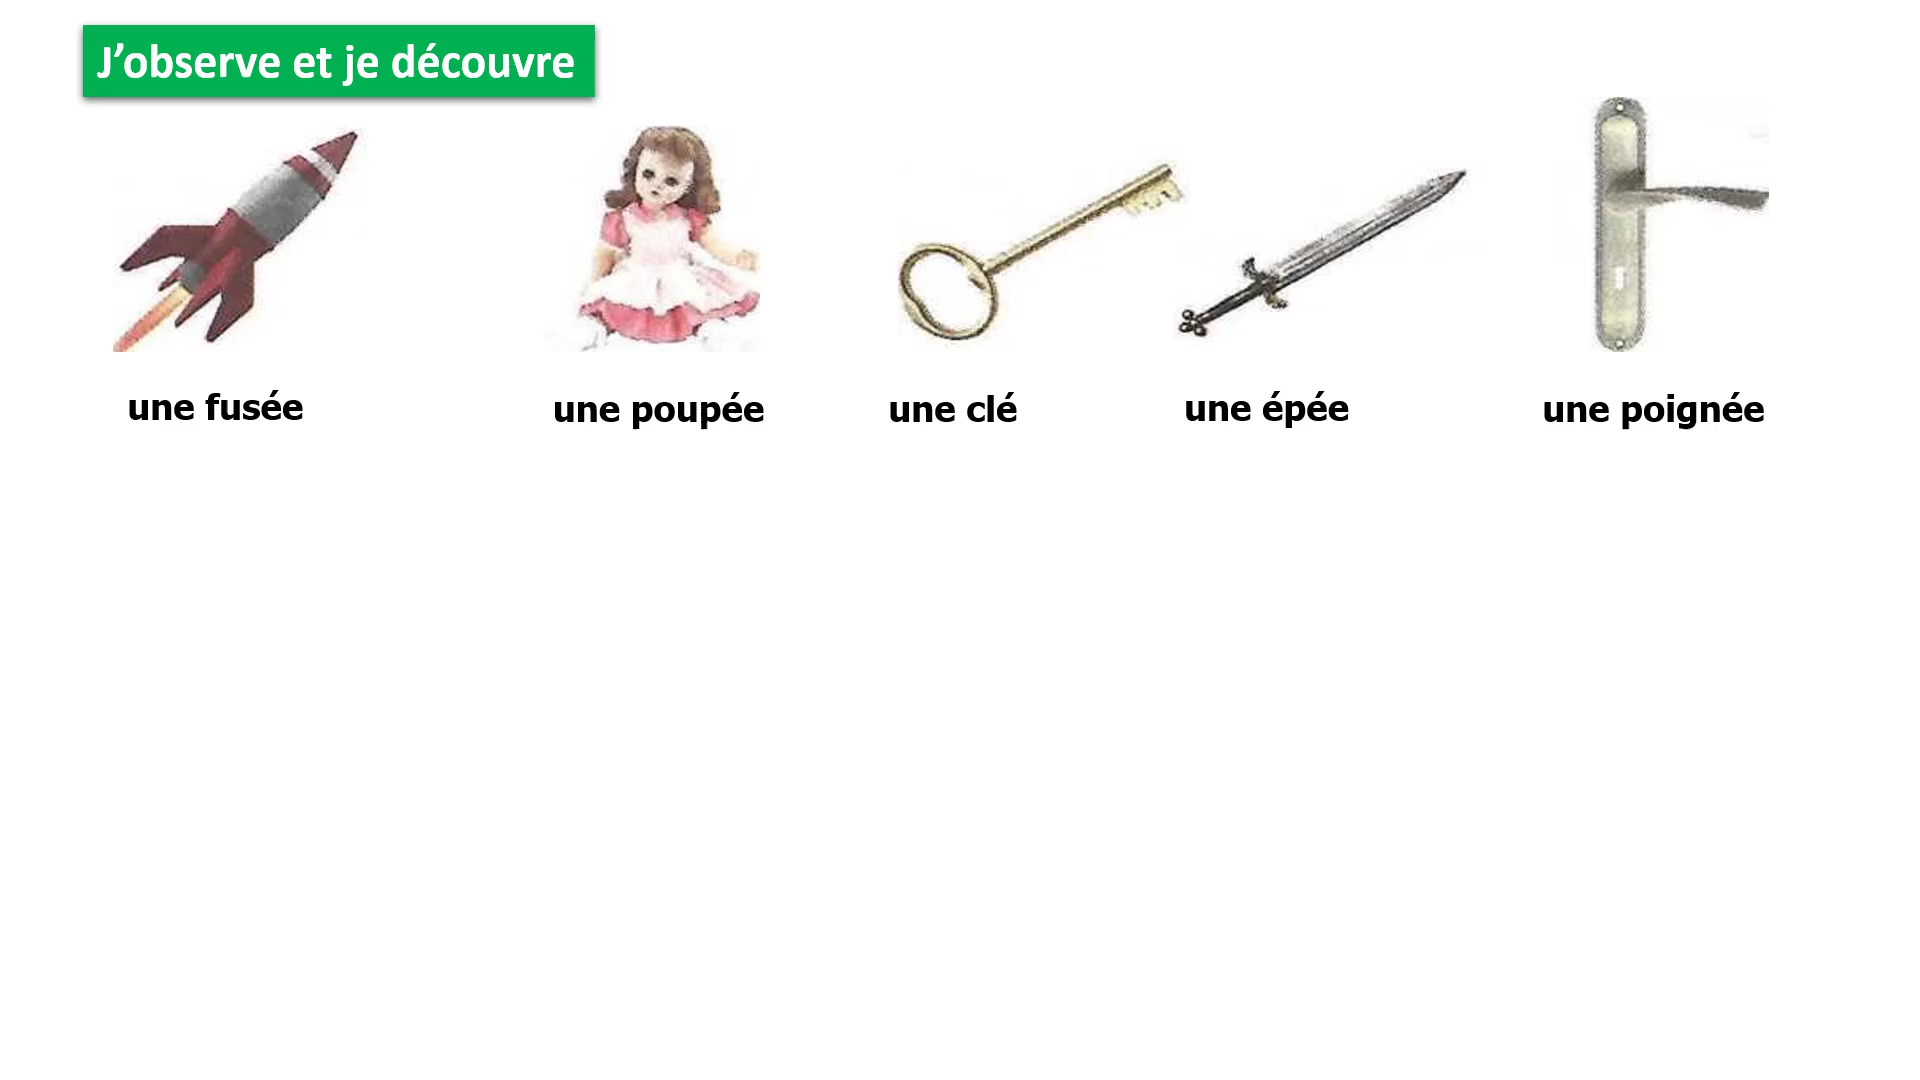 J’observe et je découvre
une fusée
une poupée
une clé
une épée
une poignée